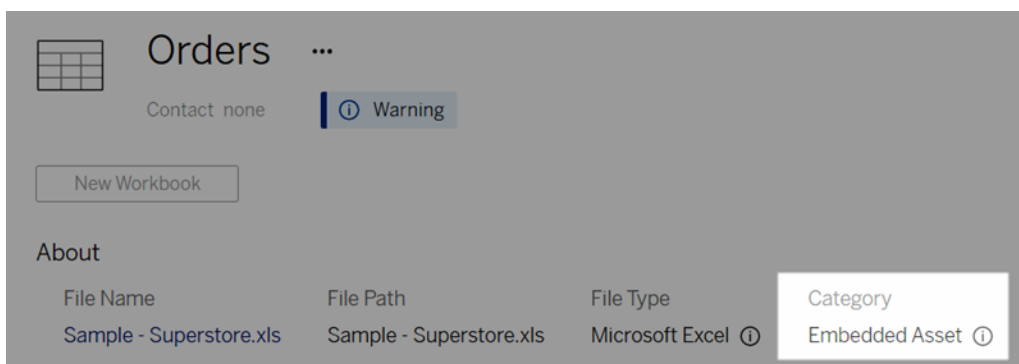 Orders ...
Contact none
Warning
New Workbook
About
File Name File Path File Type Category
Sample - Superstore.xls Sample - Superstore.xls Microsoft Excel Embedded Asset